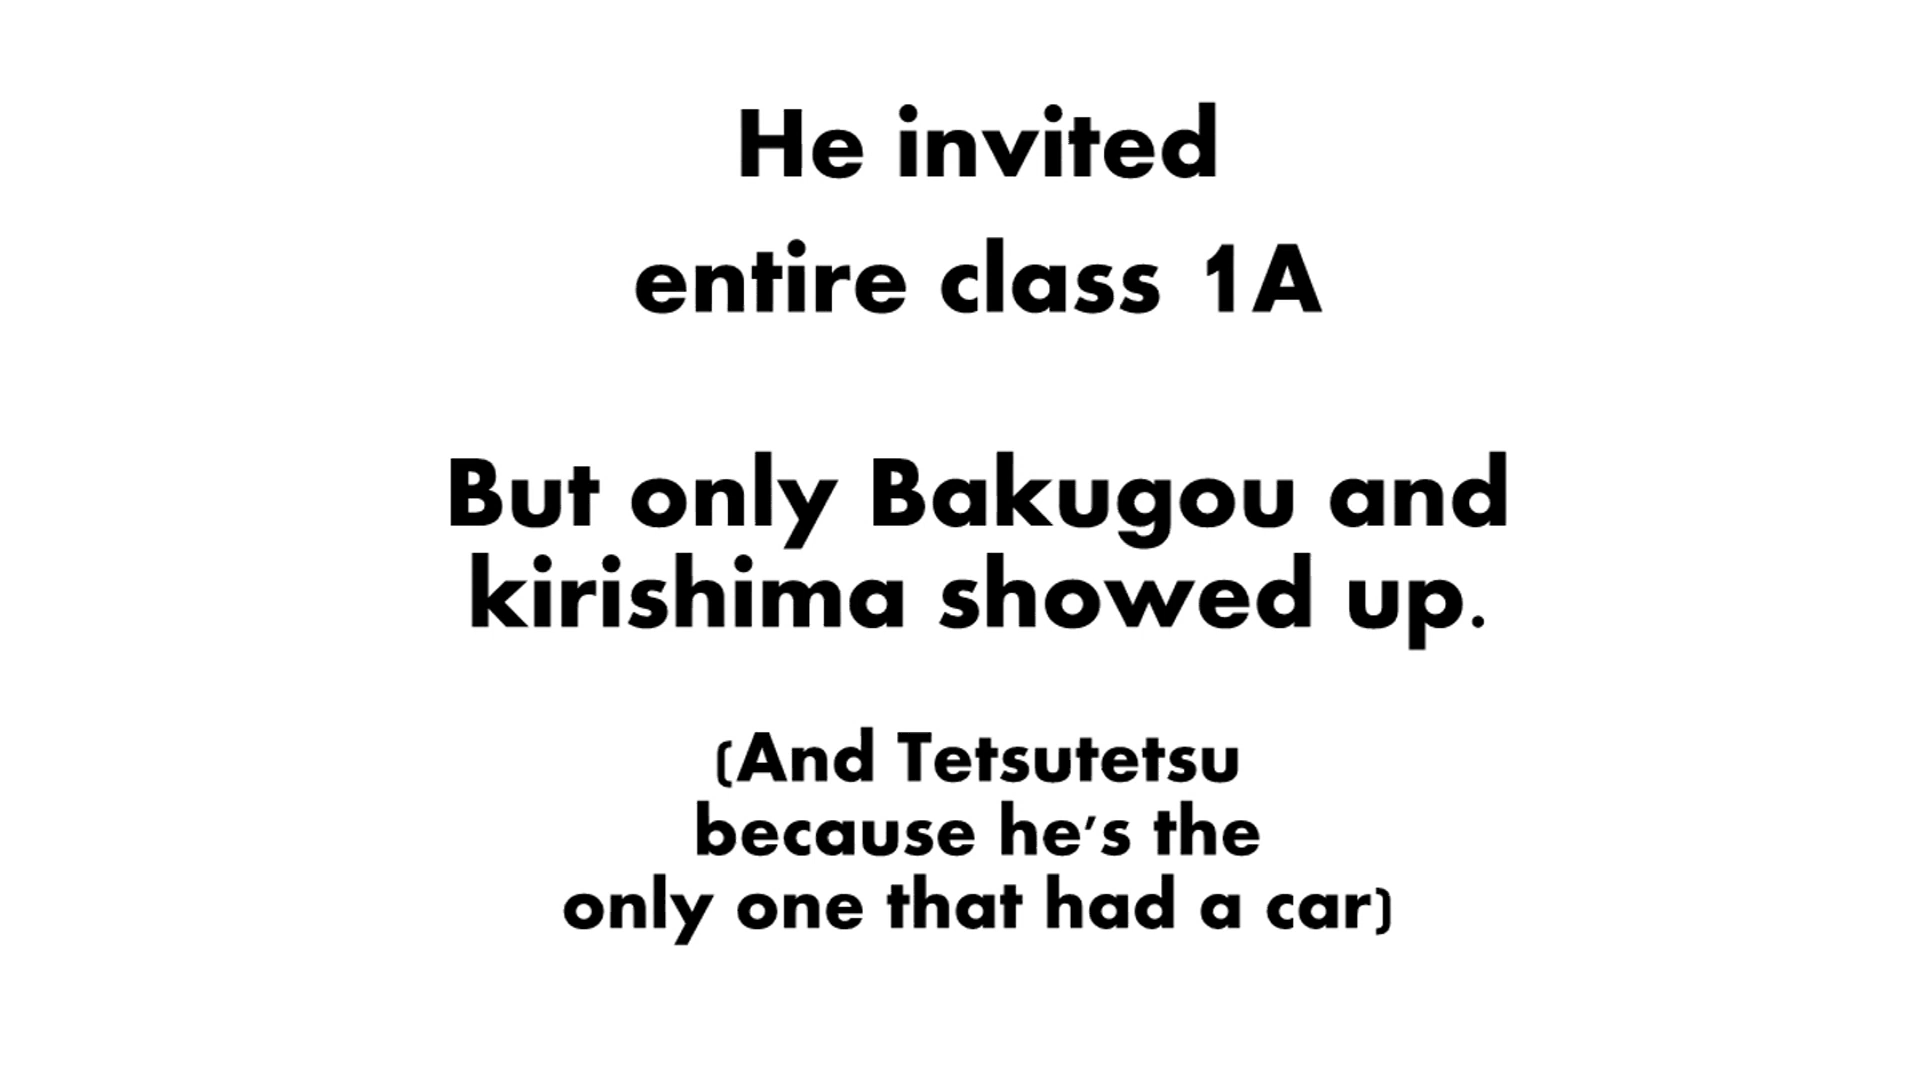 He invited
entire class 1A
But only Bakugou and
kirishima showed up.
(And Tetsutetsu
because he's the
only one that had a car)